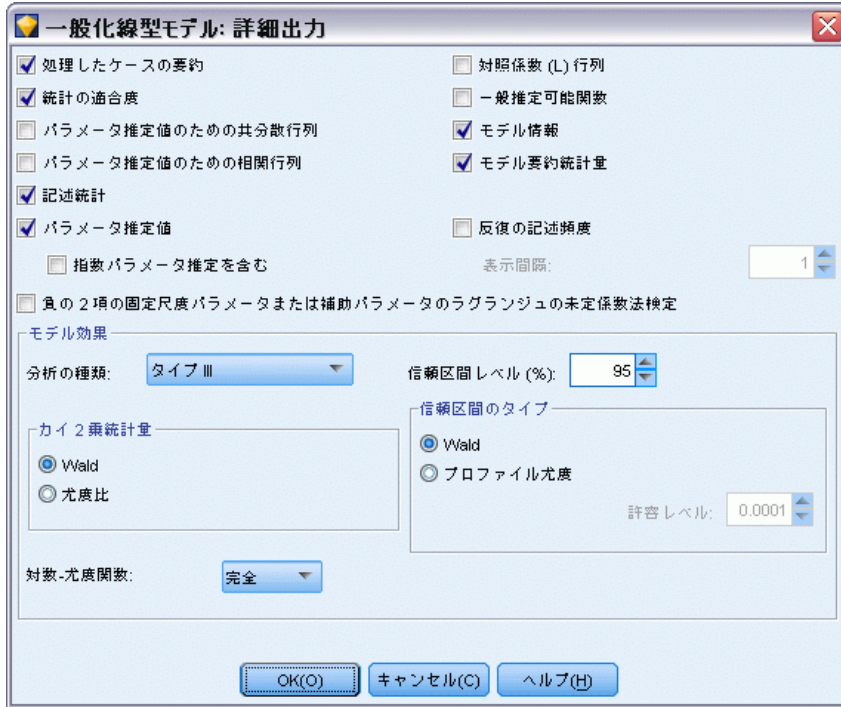 一般化線型モデル: 詳細出力
処理したケースの要約
対照係数 (L) 行列
統計の適合度
一般推定可能関数
パラメータ推定値のための共分散行列
モデル情報
パラメータ推定値のための相関行列
モデル要約統計量
記述統計
パラメータ推定値
反復の記述頻度
指数パラメータ推定を含む
表示間隔:
1
負の2項の固定尺度パラメータまたは補助パラメータのラグランジュの未定係数法検定
モデル効果
分析の種類:
タイプ III
信頼区間レベル (%):
95
カイ2乗統計量
Wald
尤度比
信頼区間のタイプ
Wald
プロファイル尤度
許容レベル:
0.0001
対数-尤度関数:
完全
OK(O)
キャンセル(C)
ヘルプ(H)